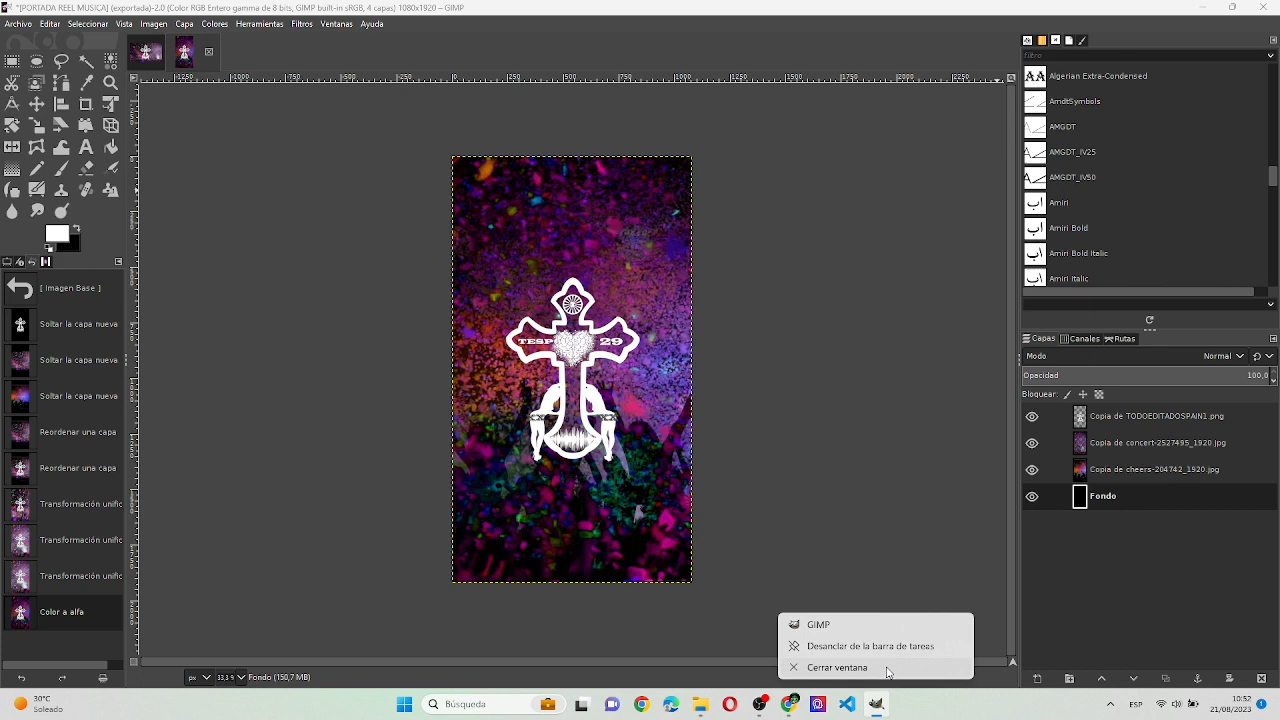 *[PORTADA REEL MUSICA] (exportada)-2.0 (Color RGB Entero gamma de 8 bits, GIMP built-in sRGB, 4 capas) 1080x1920 – GIMP
Archivo Editar Seleccionar Vista Imagen Capa Colores Herramientas Filtros Ventanas Ayuda
filtro
Algerian Extra-Condensed
AmdtSymbols
AMGDT
AMGDT_IV25
AMGDT_IV50
Amiri
Amiri Bold
Amiri Bold Italic
Amiri Italic
[ Imagen Base ]
Soltar la capa nueva
Soltar la capa nueva
Soltar la capa nueva
Reordenar una capa
Reordenar una capa
Transformación unific
Transformación unific
Transformación unific
Color a alfa
TESP 29
Capas Canales Rutas
Modo Normal
Opacidad 100,0
Bloquear:
Copia de TODOEDITADOSPAIN1.png
Copia de concert-2527495_1920.jpg
Copia de cheers-204742_1920.jpg
Fondo
GIMP
Desanclar de la barra de tareas
Cerrar ventana
px 33,3 Fondo (150,7 MB)
30°C
Soleado
Búsqueda
10:52
21/08/2023